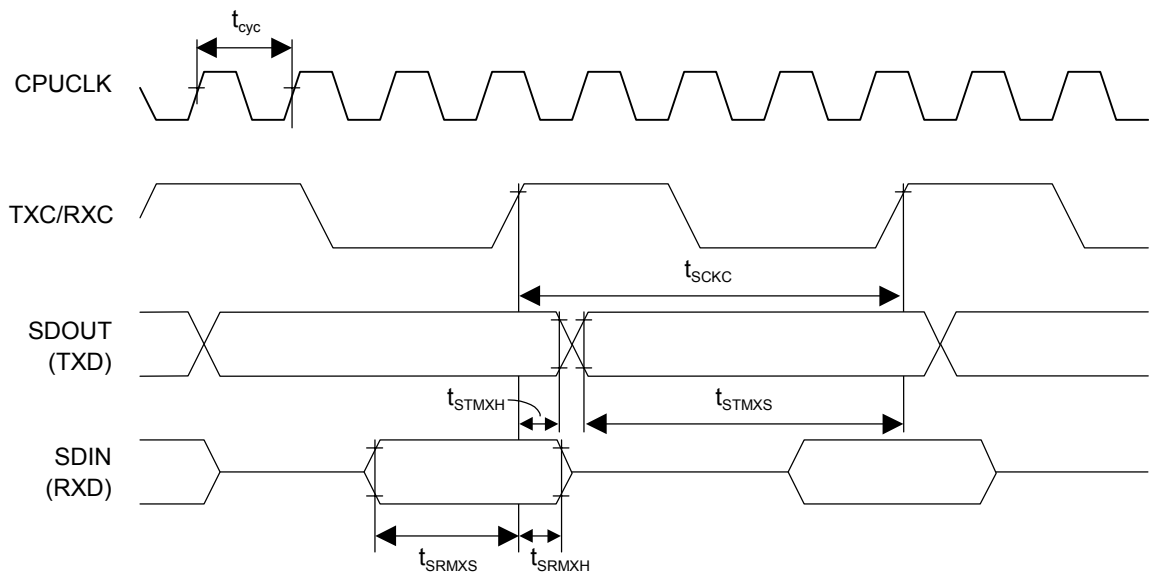 tcyc
CPUCLK
TXC/RXC
tSCKC
SDOUT
(TXD)
tSTMXH
tSTMXS
SDIN
(RXD)
tSRMXS
tSRMXH